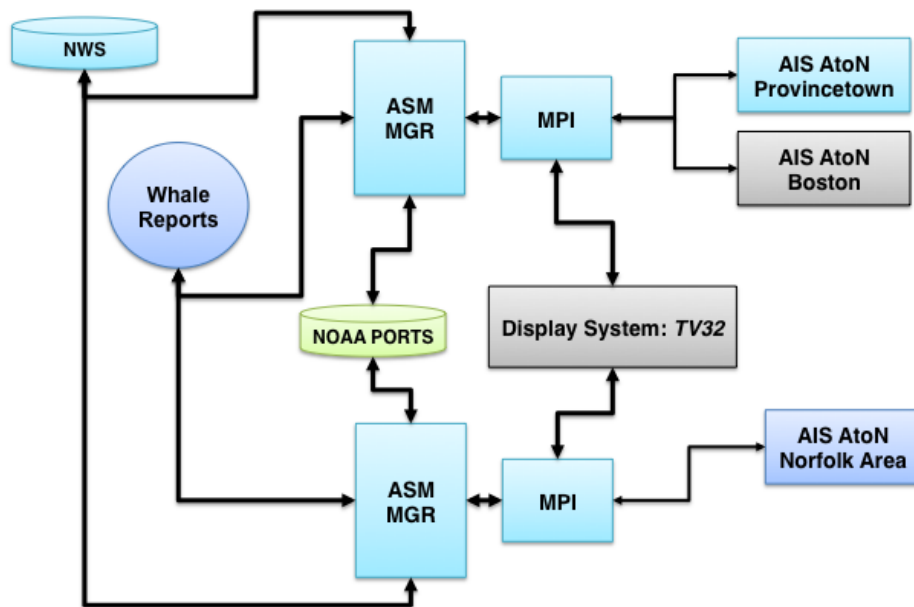 NWS
ASM
MGR
MPI
AIS AtoN
Provincetown
AIS AtoN
Boston
Whale
Reports
NOAA PORTS
Display System: TV32
ASM
MGR
MPI
AIS AtoN
Norfolk Area